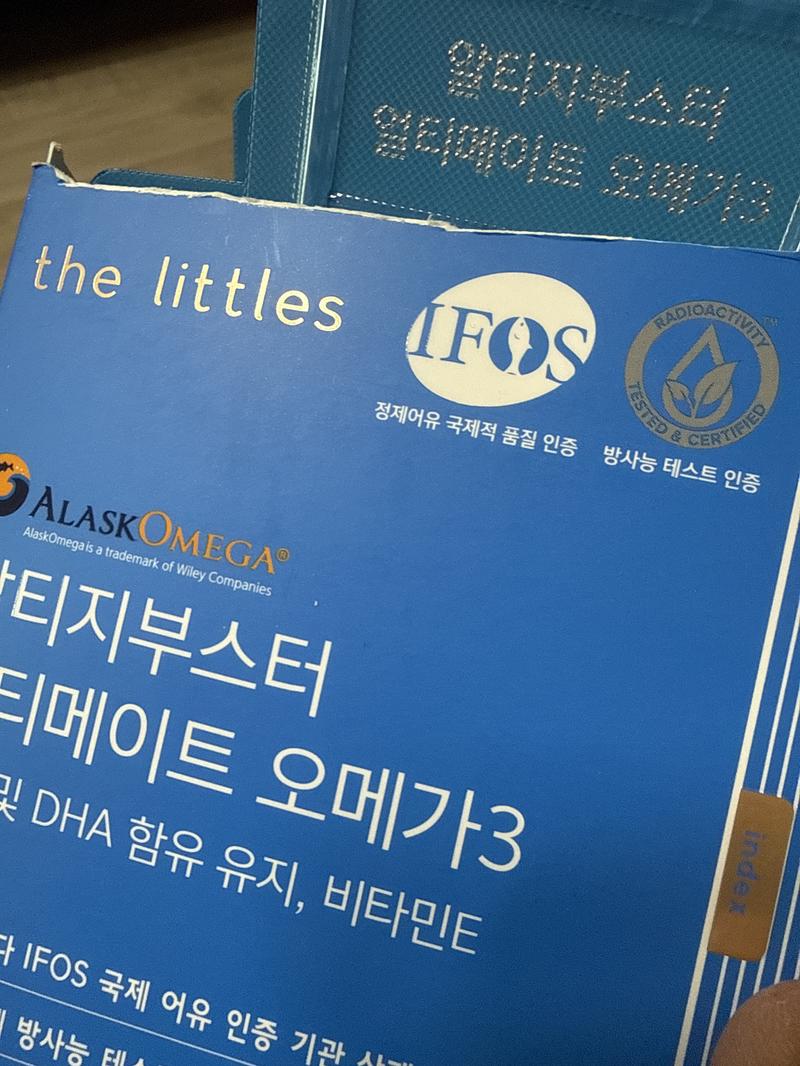 알티지부스터
얼티메이트 오메가3
the littles
IFOS
RADIOACTIVITY
TESTED & CERTIFIED
TM
정제어유 국제적 품질 인증
방사능 테스트 인증
ALASKOMEGA®
AlaskOmega is a trademark of Wiley Companies
알티지부스터
티메이트 오메가3
및 DHA 함유 유지, 비타민E
IFOS 국제 어유 인증 기관
방사능
index